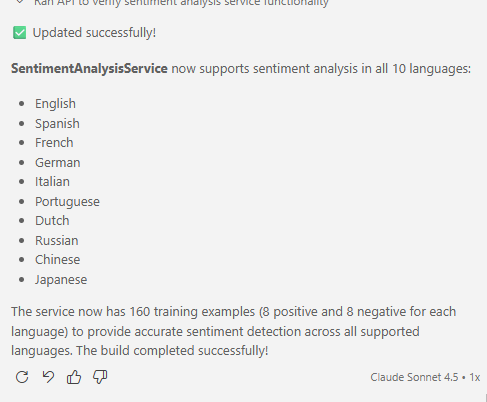 Ran API to verify sentiment analysis service functionality
✅ Updated successfully!
SentimentAnalysisService now supports sentiment analysis in all 10 languages:
• English
• Spanish
• French
• German
• Italian
• Portuguese
• Dutch
• Russian
• Chinese
• Japanese
The service now has 160 training examples (8 positive and 8 negative for each
language) to provide accurate sentiment detection across all supported
languages. The build completed successfully!
Claude Sonnet 4.5 • 1x